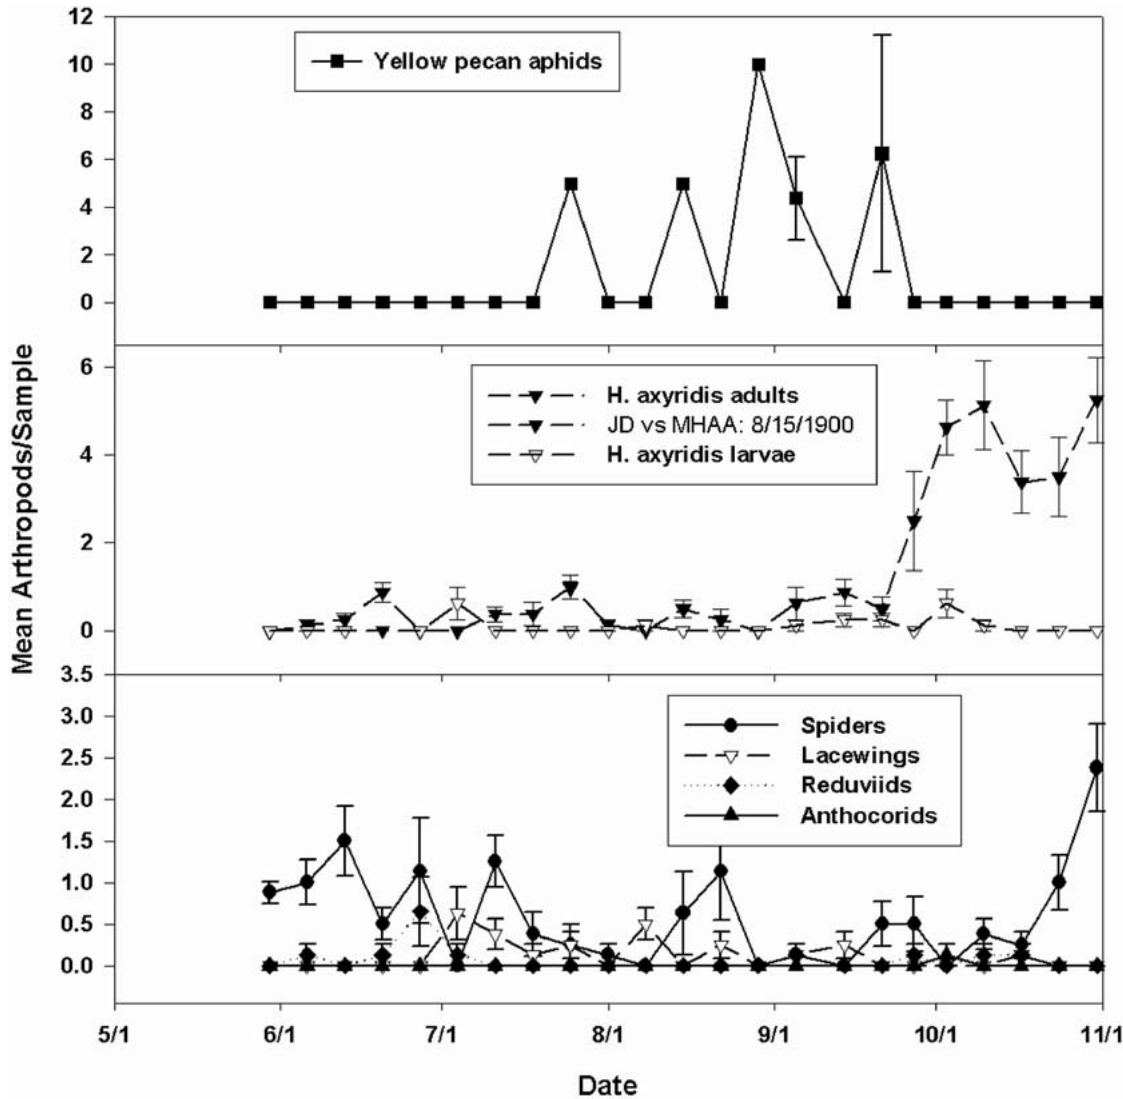 12
10
8
6
4
2
0
Yellow pecan aphids
Mean Arthropods/Sample
6
4
2
0
H. axyridis adults
JD vs MHAA: 8/15/1900
H. axyridis larvae
3.5
3.0
2.5
2.0
1.5
1.0
0.5
0.0
Spiders
Lacewings
Reduviids
Anthocorids
5/1 6/1 7/1 8/1 9/1 10/1 11/1
Date